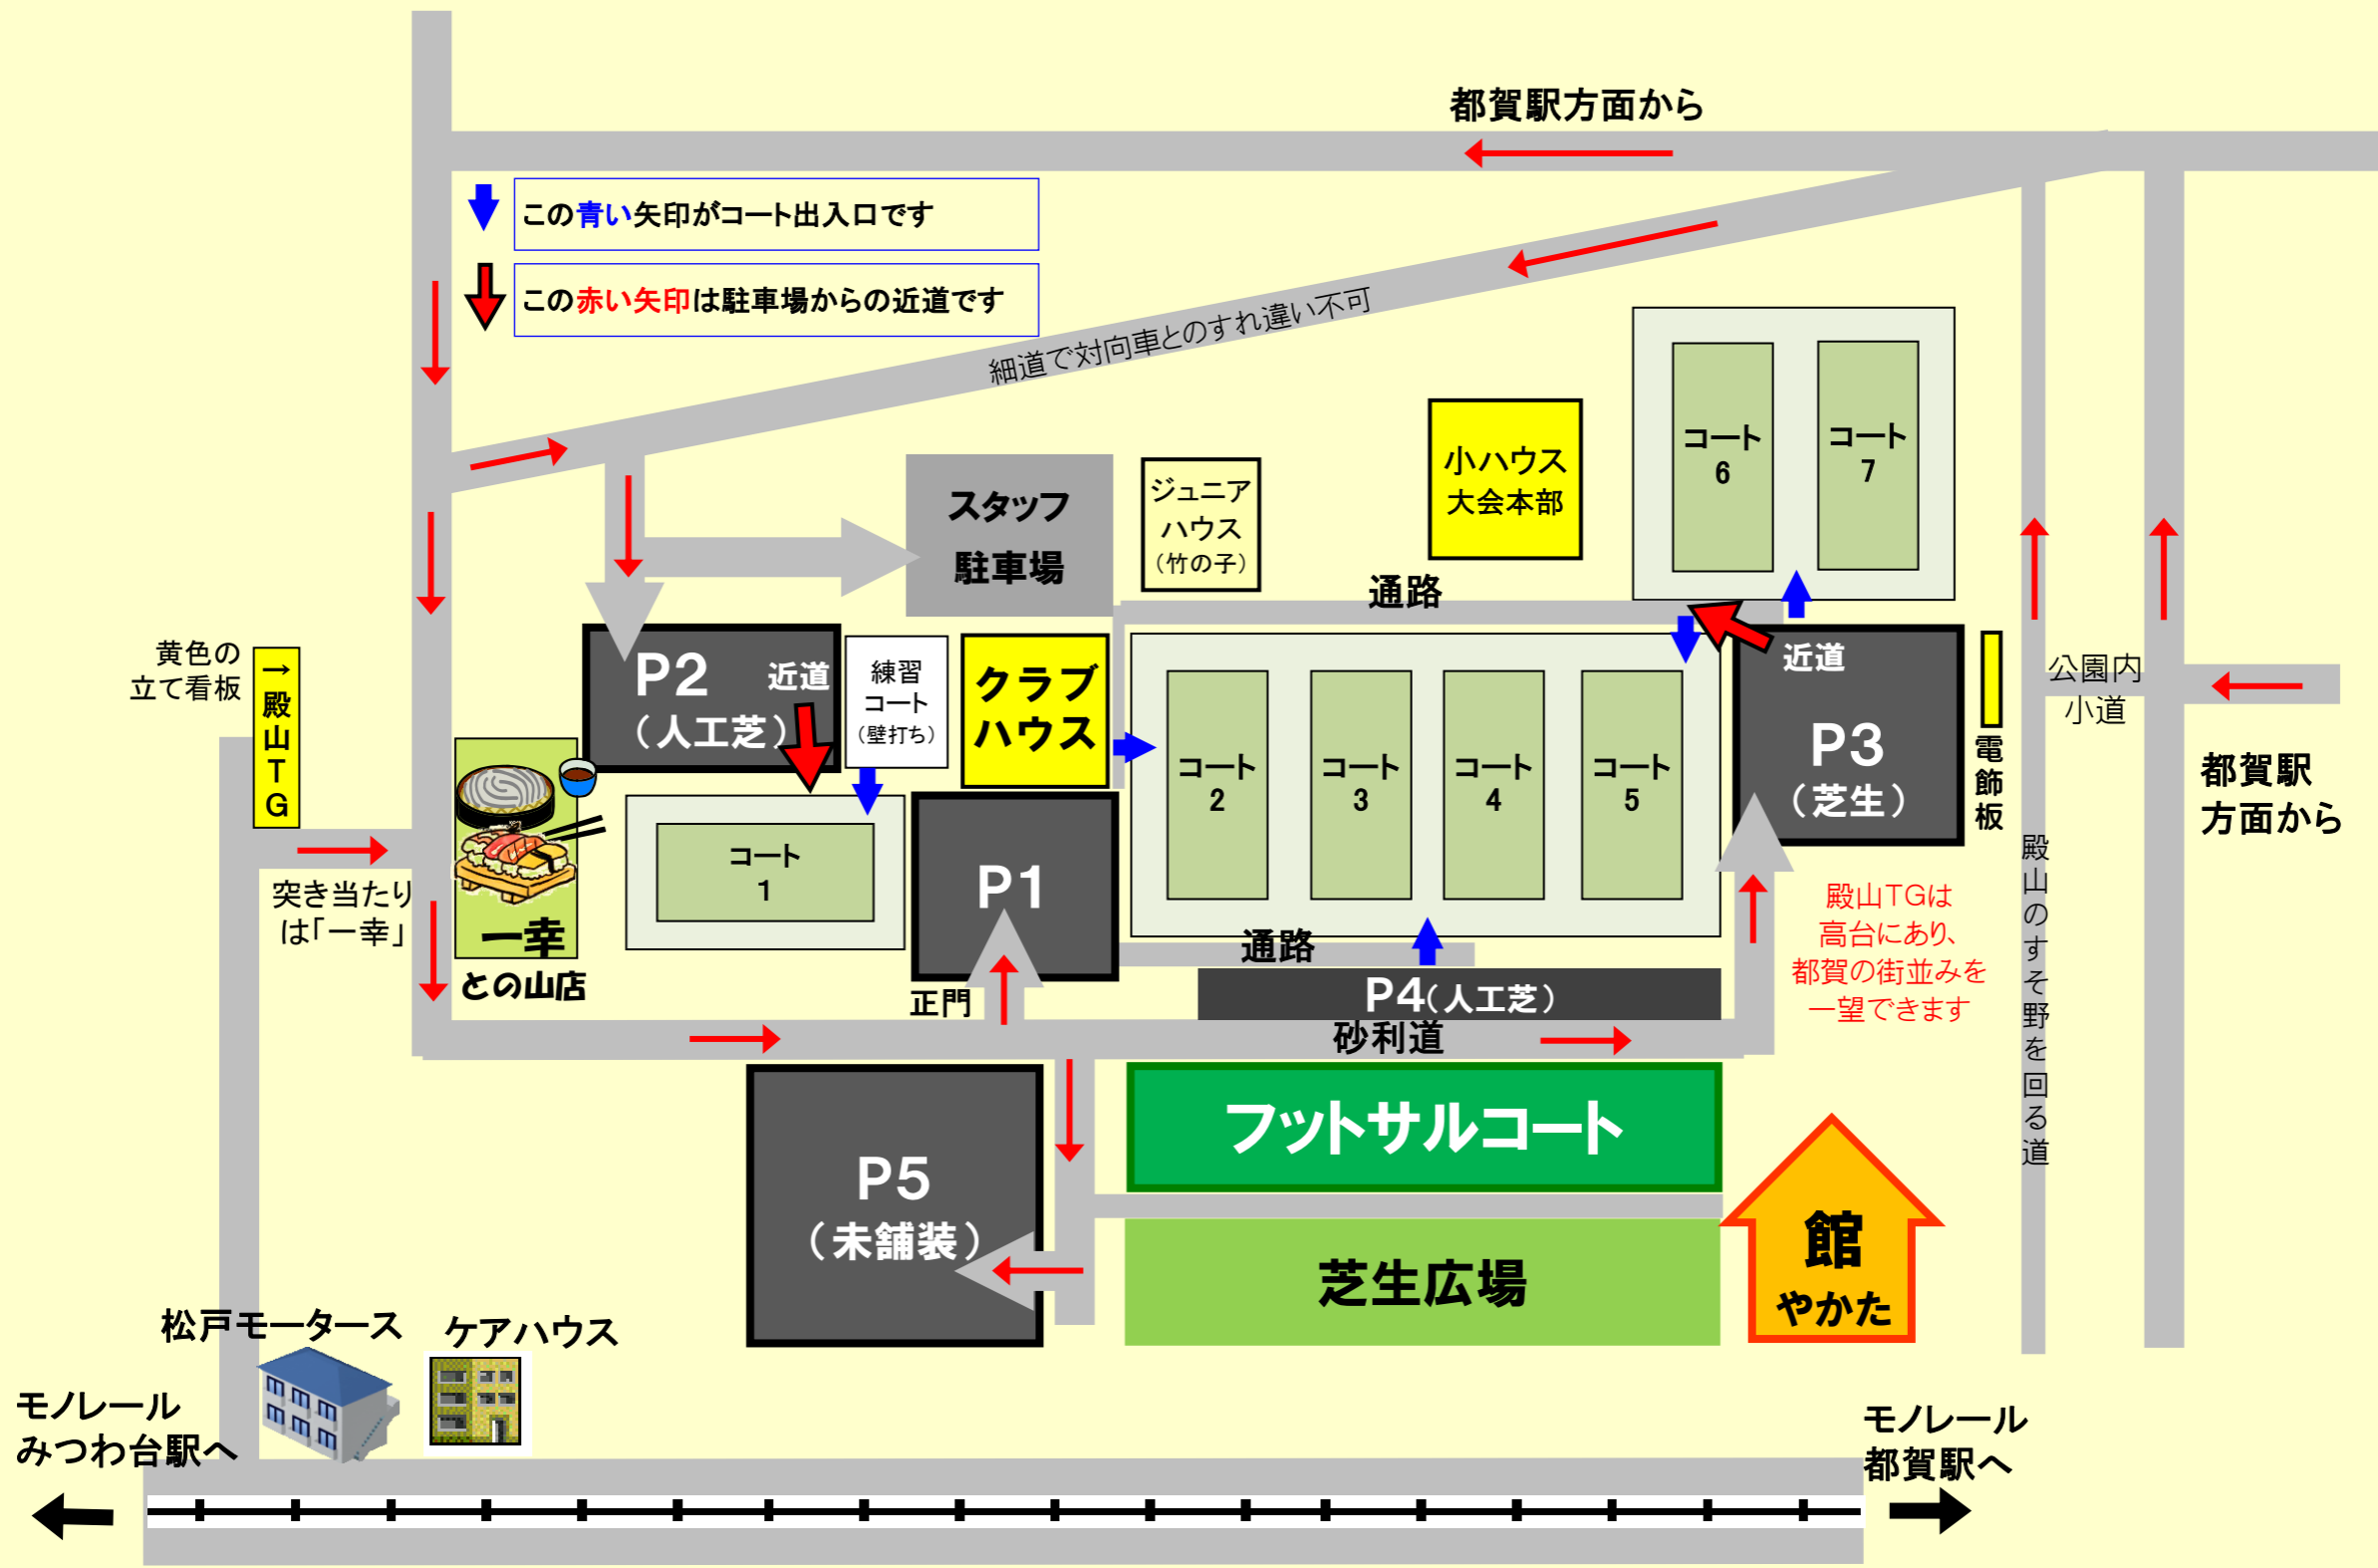 都賀駅方面から
この青い矢印がコート出入口です
この赤い矢印は駐車場からの近道です
細道で対向車とのすれ違い不可
コート
6
コート
7
小ハウス
大会本部
ジュニア
ハウス
（竹の子）
スタッフ
駐車場
通路
黄色の
立て看板
→殿山TG
P2
（人工芝）
近道
練習
コート
（壁打ち）
クラブ
ハウス
コート
2
コート
3
コート
4
コート
5
近道
P3
（芝生）
電飾板
公園内
小道
都賀駅
方面から
殿山のすそ野を回る道
突き当たり
は「一幸」
一幸
との山店
コート
1
P1
正門
通路
P4（人工芝）
砂利道
殿山TGは
高台にあり、
都賀の街並みを
一望できます
P5
（未舗装）
フットサルコート
芝生広場
館
やかた
松戸モータース
ケアハウス
モノレール
みつわ台駅へ
モノレール
都賀駅へ